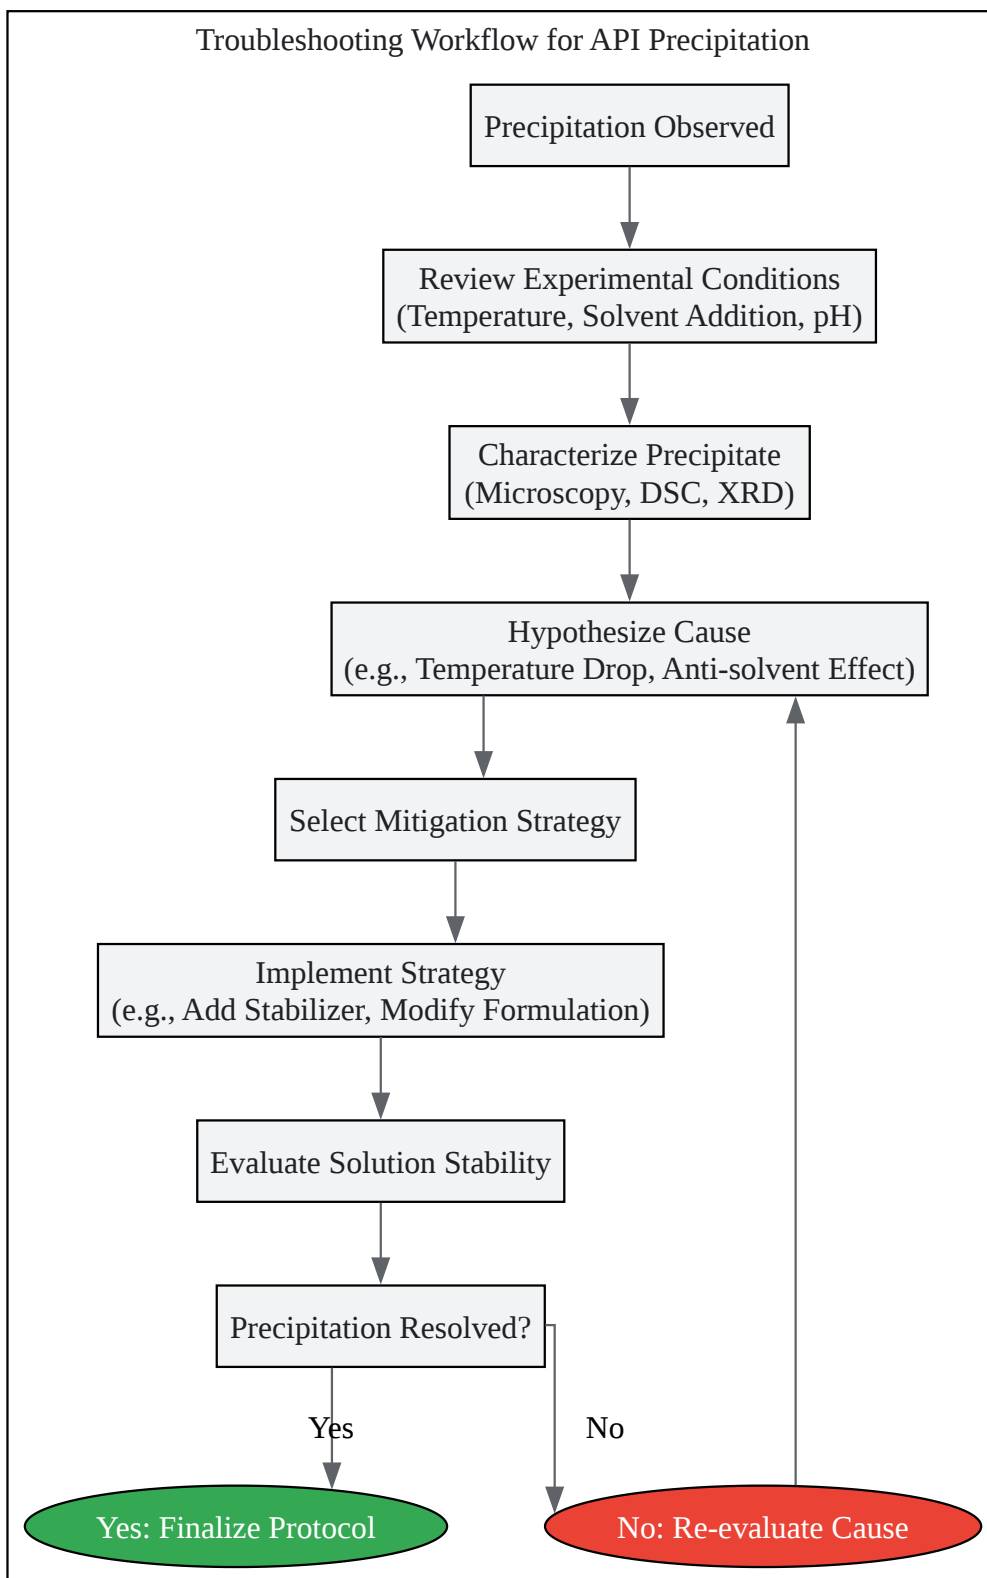 Troubleshooting Workflow for API Precipitation
Precipitation Observed
Review Experimental Conditions
(Temperature, Solvent Addition, pH)
Characterize Precipitate
(Microscopy, DSC, XRD)
Hypothesize Cause
(e.g., Temperature Drop, Anti-solvent Effect)
Select Mitigation Strategy
Implement Strategy
(e.g., Add Stabilizer, Modify Formulation)
Evaluate Solution Stability
Precipitation Resolved?
Yes
No
Yes: Finalize Protocol
No: Re-evaluate Cause